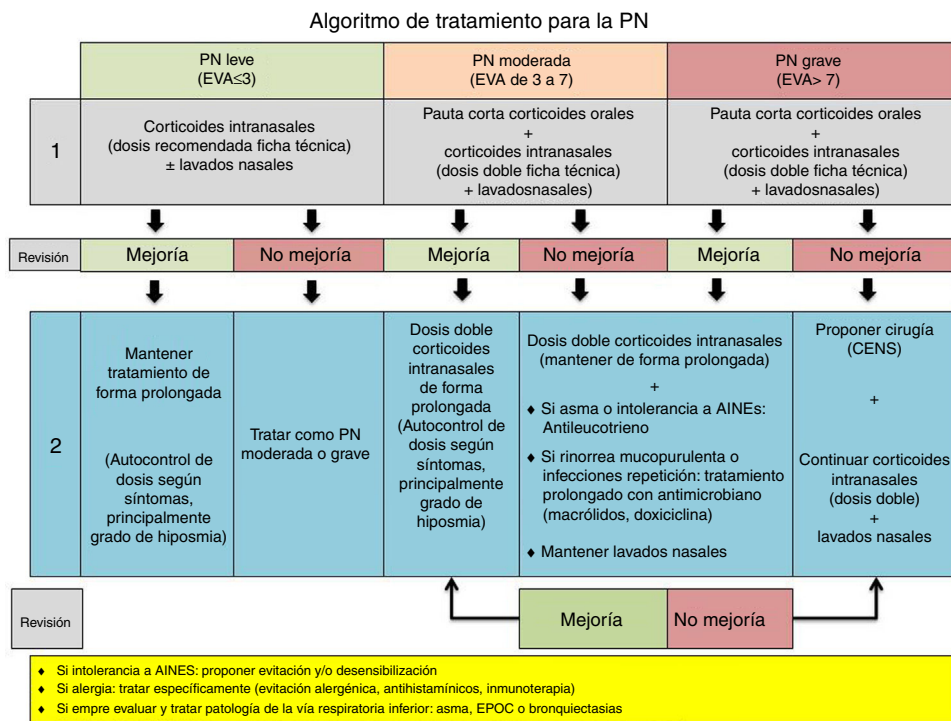 Algoritmo de tratamiento para la PN
PN leve
(EVA≤3)
PN moderada
(EVA de 3 a 7)
PN grave
(EVA> 7)
1
Corticoides intranasales
(dosis recomendada ficha técnica)
± lavados nasales
Pauta corta corticoides orales
+
corticoides intranasales
(dosis doble ficha técnica)
+ lavadosnasales)
Pauta corta corticoides orales
+
corticoides intranasales
(dosis doble ficha técnica)
+ lavadosnasales)
Revisión
Mejoría
No mejoría
Mejoría
No mejoría
Mejoría
No mejoría
2
Mantener
tratamiento de
forma prolongada
(Autocontrol de
dosis según
síntomas,
principalmente
grado de hiposmia)
Tratar como PN
moderada o grave
Dosis doble
corticoides
intranasales
de forma
prolongada
(Autocontrol de
dosis según
síntomas,
principalmente
grado de
hiposmia)
Dosis doble corticoides intranasales
(mantener de forma prolongada)
+
♦ Si asma o intolerancia a AINEs:
Antileucotrieno
♦ Si rinorrea mucopurulenta o
infecciones repetición: tratamiento
prolongado con antimicrobiano
(macrólidos, doxiciclina)
♦ Mantener lavados nasales
Proponer cirugía
(CENS)
+
Continuar corticoides
intranasales
(dosis doble)
+
lavados nasales
Revisión
Mejoría
No mejoría
♦ Si intolerancia a AINES: proponer evitación y/o desensibilización
♦ Si alergia: tratar específicamente (evitación alergénica, antihistamínicos, inmunoterapia)
♦ Si empre evaluar y tratar patología de la vía respiratoria inferior: asma, EPOC o bronquiectasias